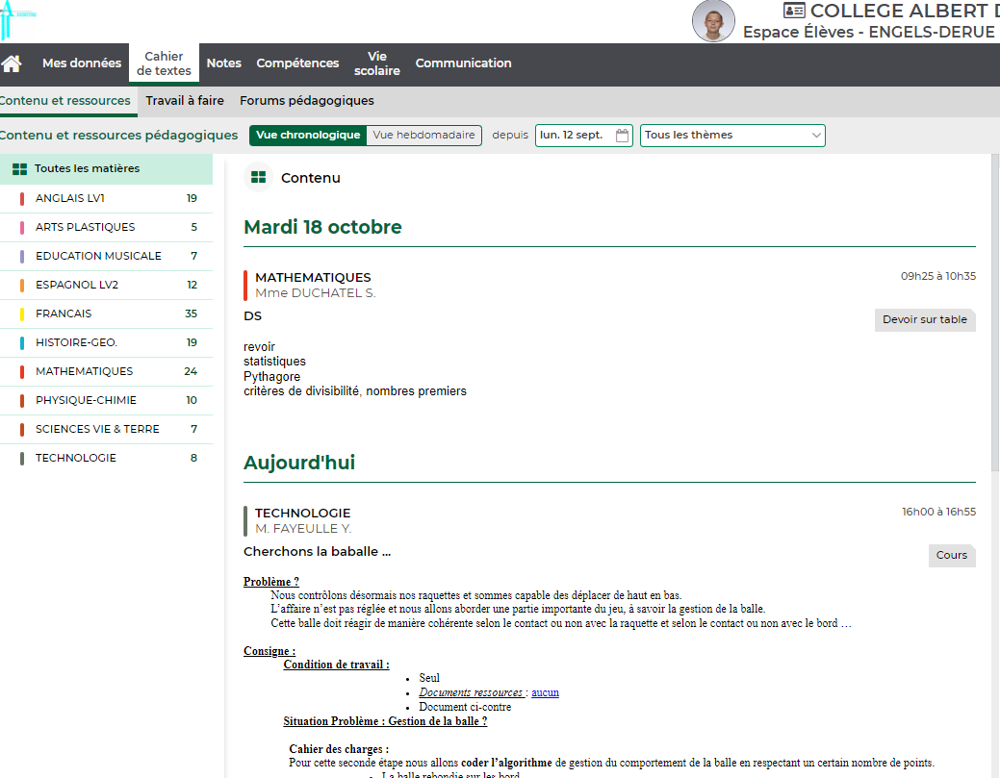 COLLEGE ALBERT D
Espace Élèves - ENGELS-DERUE
Mes données
Cahier
de textes
Notes
Compétences
Vie
scolaire
Communication
Contenu et ressources
Travail à faire
Forums pédagogiques
Contenu et ressources pédagogiques
Vue chronologique
Vue hebdomadaire
depuis
lun. 12 sept.
Tous les thèmes
Toutes les matières
ANGLAIS LV1 19
ARTS PLASTIQUES 5
EDUCATION MUSICALE 7
ESPAGNOL LV2 12
FRANCAIS 35
HISTOIRE-GEO. 19
MATHEMATIQUES 24
PHYSIQUE-CHIMIE 10
SCIENCES VIE & TERRE 7
TECHNOLOGIE 8
Contenu
Mardi 18 octobre
MATHEMATIQUES 09h25 à 10h35
Mme DUCHATEL S.
DS Devoir sur table
revoir
statistiques
Pythagore
critères de divisibilité, nombres premiers
Aujourd'hui
TECHNOLOGIE 16h00 à 16h55
M. FAYEULLE Y.
Cherchons la baballe ... Cours
Problème ?
Nous contrôlons désormais nos raquettes et sommes capable des déplacer de haut en bas.
L'affaire n'est pas réglée et nous allons aborder une partie importante du jeu, à savoir la gestion de la balle.
Cette balle doit réagir de manière cohérente selon le contact ou non avec la raquette et selon le contact ou non avec le bord …
Consigne :
Condition de travail :
• Seul
• Documents ressources : aucun
• Document ci-contre
Situation Problème : Gestion de la balle ?
Cahier des charges :
Pour cette seconde étape nous allons coder l'algorithme de gestion du comportement de la balle en respectant un certain nombre de points.
- La balle rebondie sur les bord